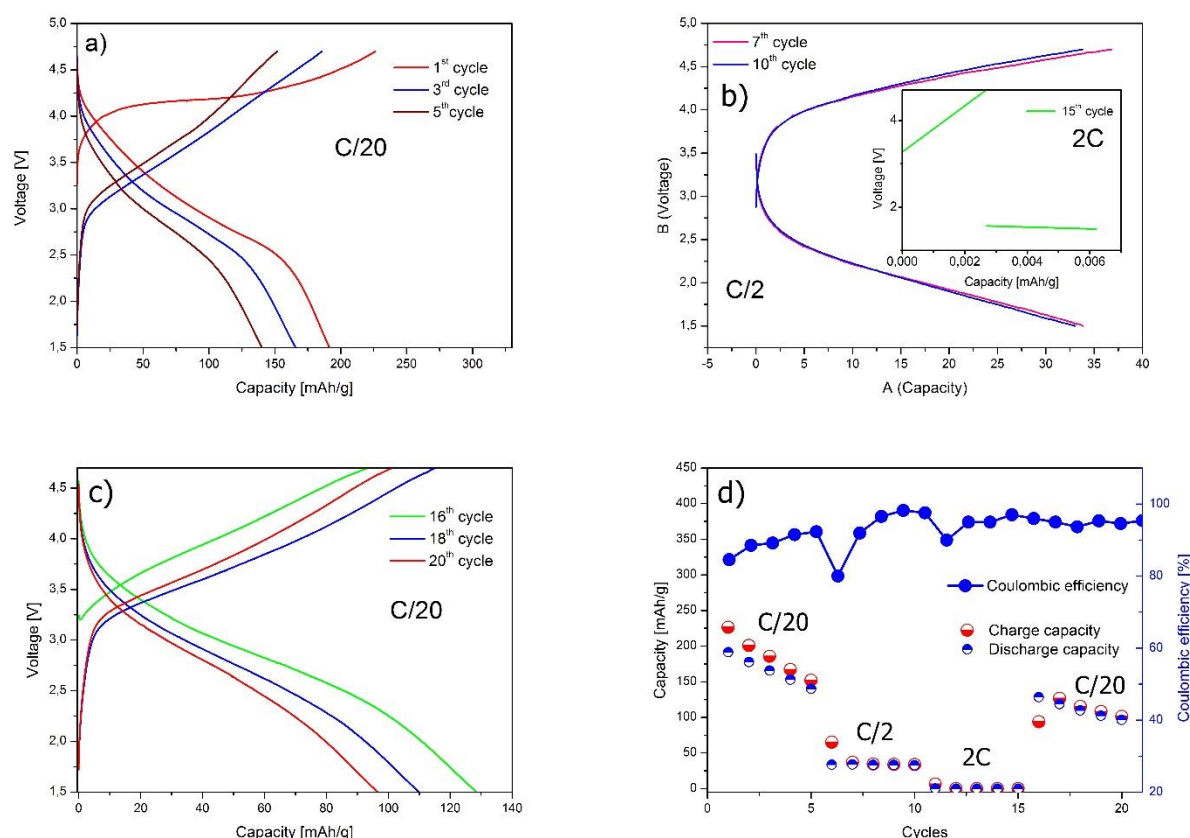 a)
1st cycle
3rd cycle
5th cycle
C/20
5,0
4,5
4,0
3,5
3,0
2,5
2,0
1,5
Voltage [V]
0 50 100 150 200 250 300
Capacity [mAh/g]
7th cycle
10th cycle
b)
15th cycle
2C
4
2
Voltage [V]
0,000 0,002 0,004 0,006
Capacity [mAh/g]
C/2
5,0
4,5
4,0
3,5
3,0
2,5
2,0
1,5
B (Voltage)
-5 0 5 10 15 20 25 30 35 40
A (Capacity)
c)
16th cycle
18th cycle
20th cycle
C/20
4,5
4,0
3,5
3,0
2,5
2,0
1,5
Voltage [V]
0 20 40 60 80 100 120 140
Capacity [mAh/g]
d)
Coulombic efficiency
Charge capacity
Discharge capacity
C/20
C/2
2C
C/20
450
400
350
300
250
200
150
100
50
0
Capacity [mAh/g]
100
80
60
40
20
Coulombic efficiency [%]
0 5 10 15 20
Cycles